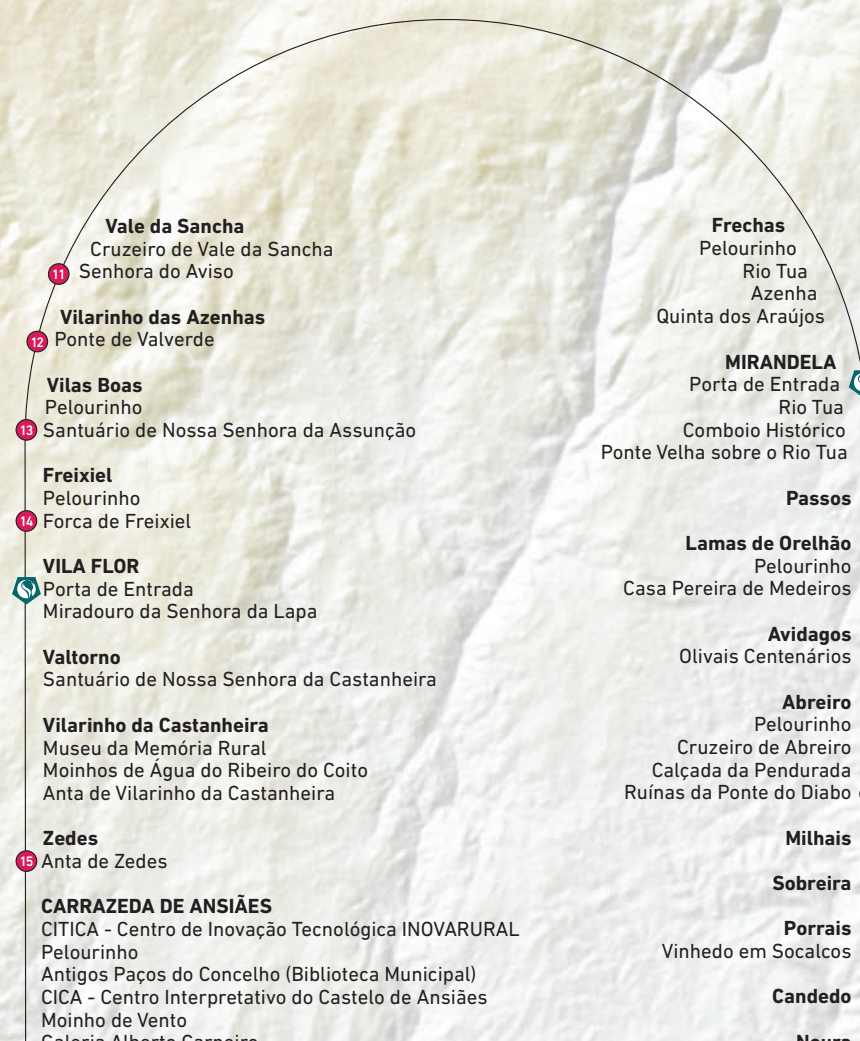 Vale da Sancha
Cruzeiro de Vale da Sancha
11 Senhora do Aviso
Vilarinho das Azenhas
12 Ponte de Valverde
Vilas Boas
Pelourinho
13 Santuário de Nossa Senhora da Assunção
Freixiel
Pelourinho
14 Forca de Freixiel
VILA FLOR
Porta de Entrada
Miradouro da Senhora da Lapa
Valtorno
Santuário de Nossa Senhora da Castanheira
Vilarinho da Castanheira
Museu da Memória Rural
Moinhos de Água do Ribeiro do Coito
Anta de Vilarinho da Castanheira
Zedes
15 Anta de Zedes
CARRAZEDA DE ANSIÃES
CITICA - Centro de Inovação Tecnológica INOVARURAL
Pelourinho
Antigos Paços do Concelho (Biblioteca Municipal)
CICA - Centro Interpretativo do Castelo de Ansiães
Moinho de Vento
Galeria Alberto Carneiro
Frechas
Pelourinho
Rio Tua
Azenha
Quinta dos Araújos
MIRANDELA
Porta de Entrada
Rio Tua
Comboio Histórico
Ponte Velha sobre o Rio Tua
Passos
Lamas de Orelhão
Pelourinho
Casa Pereira de Medeiros
Avidagos
Olivais Centenários
Abreiro
Pelourinho
Cruzeiro de Abreiro
Calçada da Pendurada
Ruínas da Ponte do Diabo
Milhais
Sobreira
Porrais
Vinhedo em Socalcos
Candedo
Noura